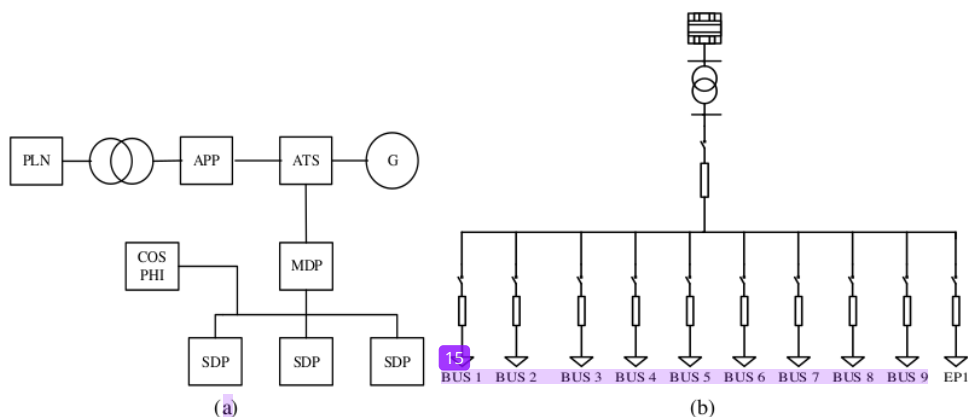 PLN
APP
ATS
G
COS
PHI
MDP
SDP
SDP
SDP
(a)
15
BUS 1 BUS 2 BUS 3 BUS 4 BUS 5 BUS 6 BUS 7 BUS 8 BUS 9 EP1
(b)